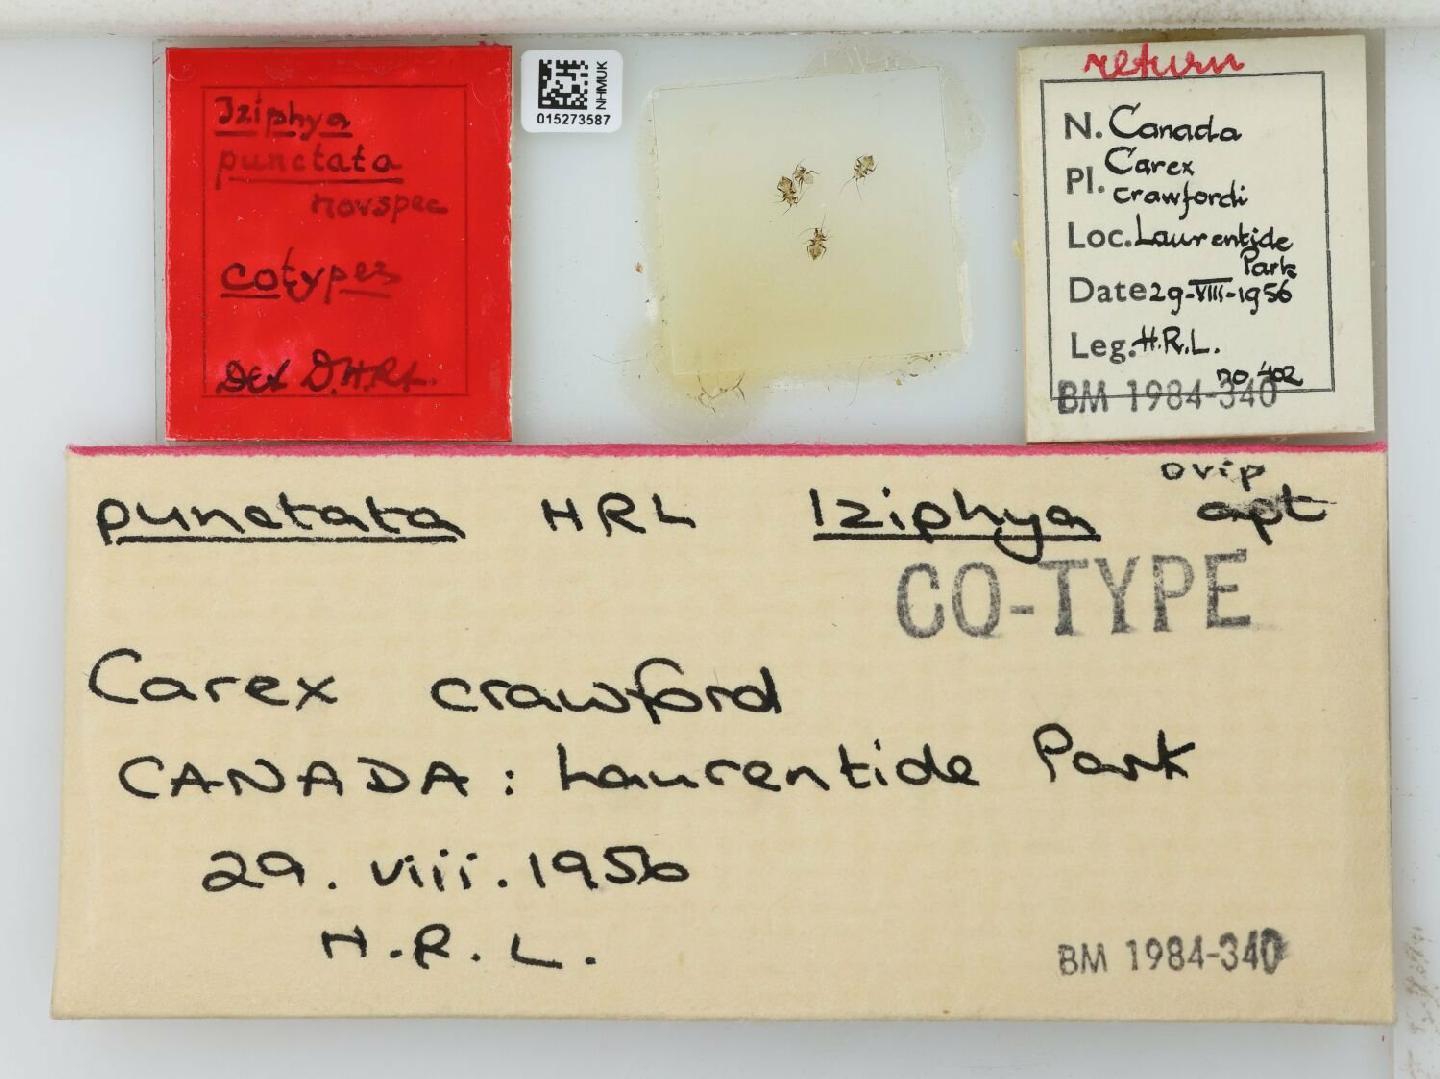 Iziphya
punctata
nov spec
cotypes
Det D.H.R.L.
NHMUK
015273587
return
N. Canada
Pl. Carex
crawfordi
Loc. Laurentide
Park
Date 29-VIII-1956
Leg. H.R.L.
no. 402
BM 1984-340
ovip
punctata HRL Iziphya apt
CO-TYPE
Carex crawford
CANADA: Laurentide Park
29. viii. 1956
H. R. L.
BM 1984-340